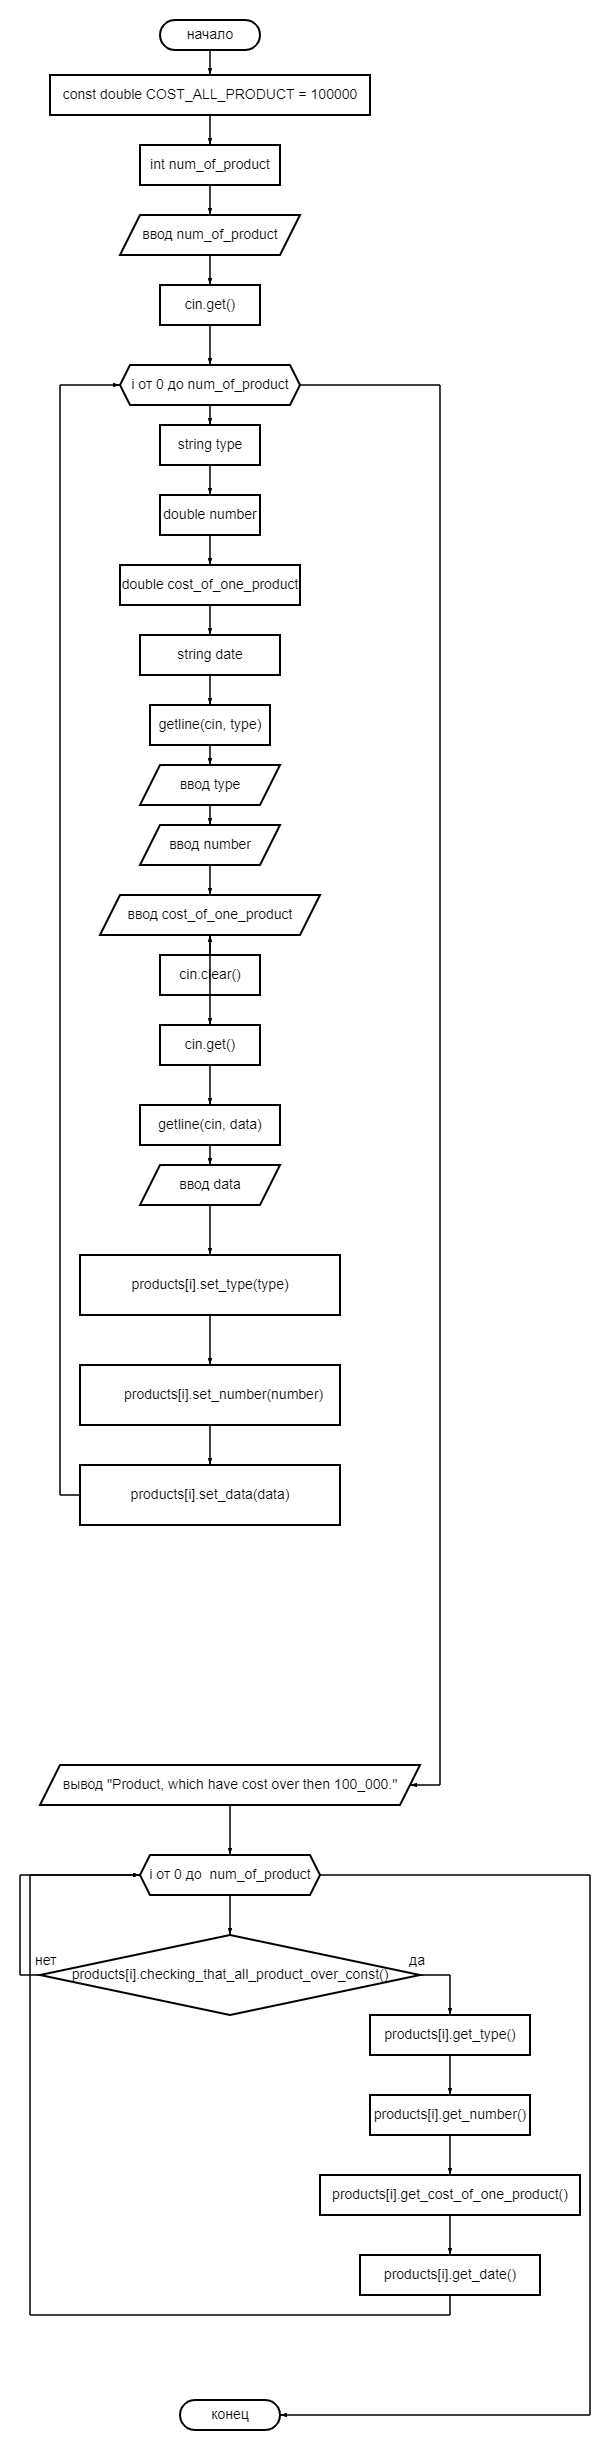 начало
const double COST_ALL_PRODUCT = 100000
int num_of_product
ввод num_of_product
cin.get()
i от 0 до num_of_product
string type
double number
double cost_of_one_product
string date
getline(cin, type)
ввод type
ввод number
ввод cost_of_one_product
cin.clear()
cin.get()
getline(cin, data)
ввод data
products[i].set_type(type)
products[i].set_number(number)
products[i].set_data(data)
вывод "Product, which have cost over then 100_000."
i от 0 до  num_of_product
нет
да
products[i].checking_that_all_product_over_const()
products[i].get_type()
products[i].get_number()
products[i].get_cost_of_one_product()
products[i].get_date()
конец